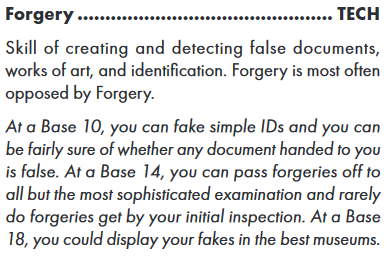 Forgery ............................................. TECH
Skill of creating and detecting false documents,
works of art, and identification. Forgery is most often
opposed by Forgery.
At a Base 10, you can fake simple IDs and you can
be fairly sure of whether any document handed to you
is false. At a Base 14, you can pass forgeries off to
all but the most sophisticated examination and rarely
do forgeries get by your initial inspection. At a Base
18, you could display your fakes in the best museums.